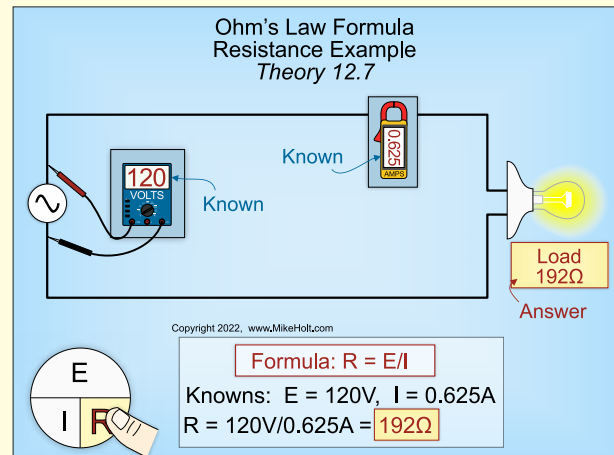 Ohm's Law Formula
Resistance Example
Theory 12.7
Known
0.625
AMPS
120
VOLTS
Known
Load
192Ω
Answer
Copyright 2022, www.MikeHolt.com
E
I R
Formula: R = E/I
Knowns: E = 120V, I = 0.625A
R = 120V/0.625A = 192Ω